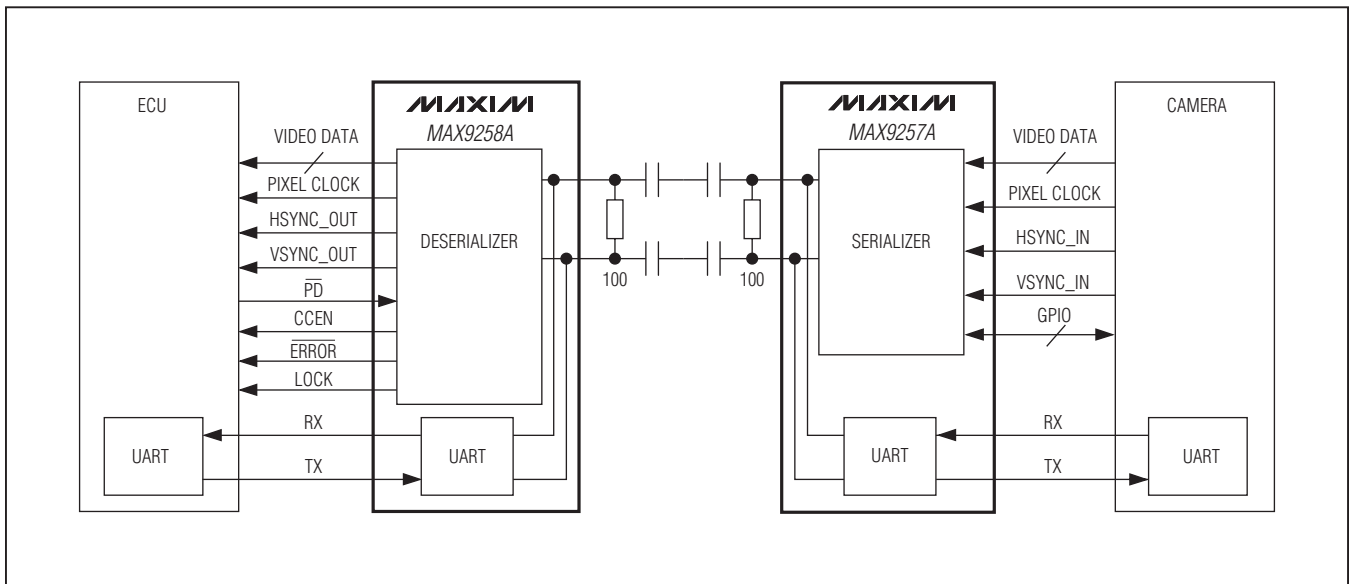 ECU
VIDEO DATA
PIXEL CLOCK
HSYNC_OUT
VSYNC_OUT
PD
CCEN
ERROR
LOCK
RX
TX
UART
MAXIM
MAX9258A
DESERIALIZER
UART
100
100
MAXIM
MAX9257A
SERIALIZER
UART
VIDEO DATA
PIXEL CLOCK
HSYNC_IN
VSYNC_IN
GPIO
RX
TX
CAMERA
UART